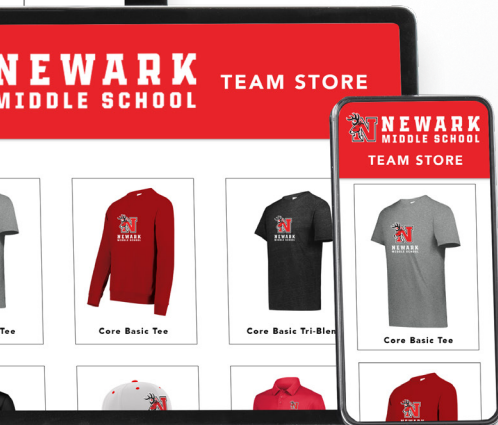 NEWARK
MIDDLE SCHOOL
TEAM STORE
Tee
Core Basic Tee
N
NEWARK
MIDDLE SCHOOL
Core Basic Tri-Blen
N
NEWARK
MIDDLE SCHOOL
N
NEWARK
MIDDLE SCHOOL
TEAM STORE
N
NEWARK
MIDDLE SCHOOL
Core Basic Tee
N
NEWARK